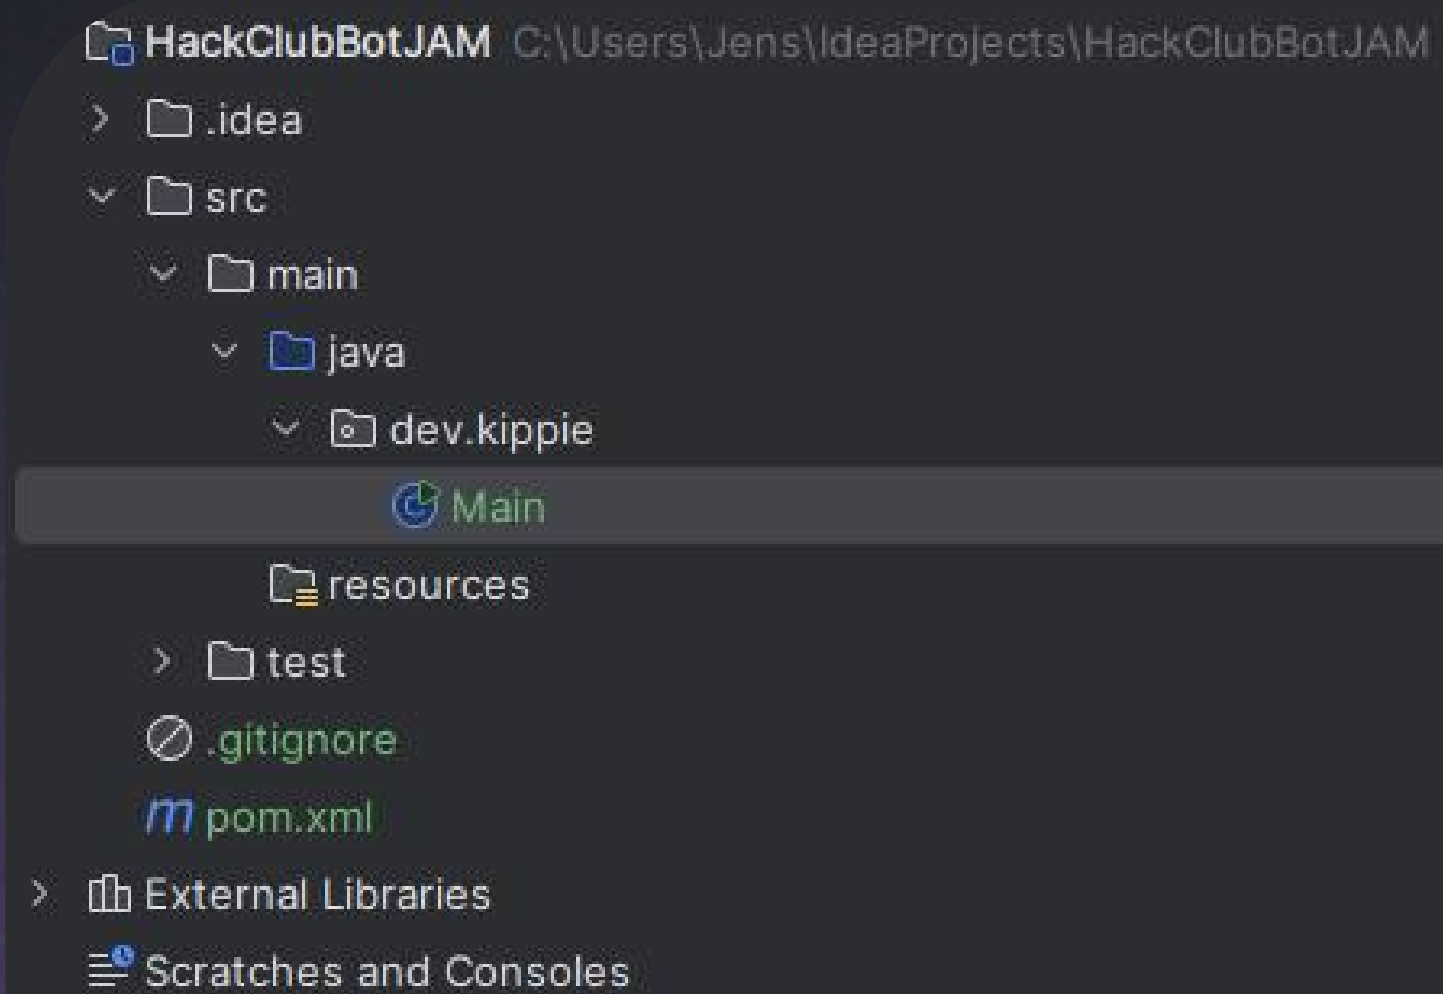 HackClubBotJAM C:\Users\Jens\IdeaProjects\HackClubBotJAM
.idea
src
main
java
dev.kippie
Main
resources
test
.gitignore
pom.xml
External Libraries
Scratches and Consoles